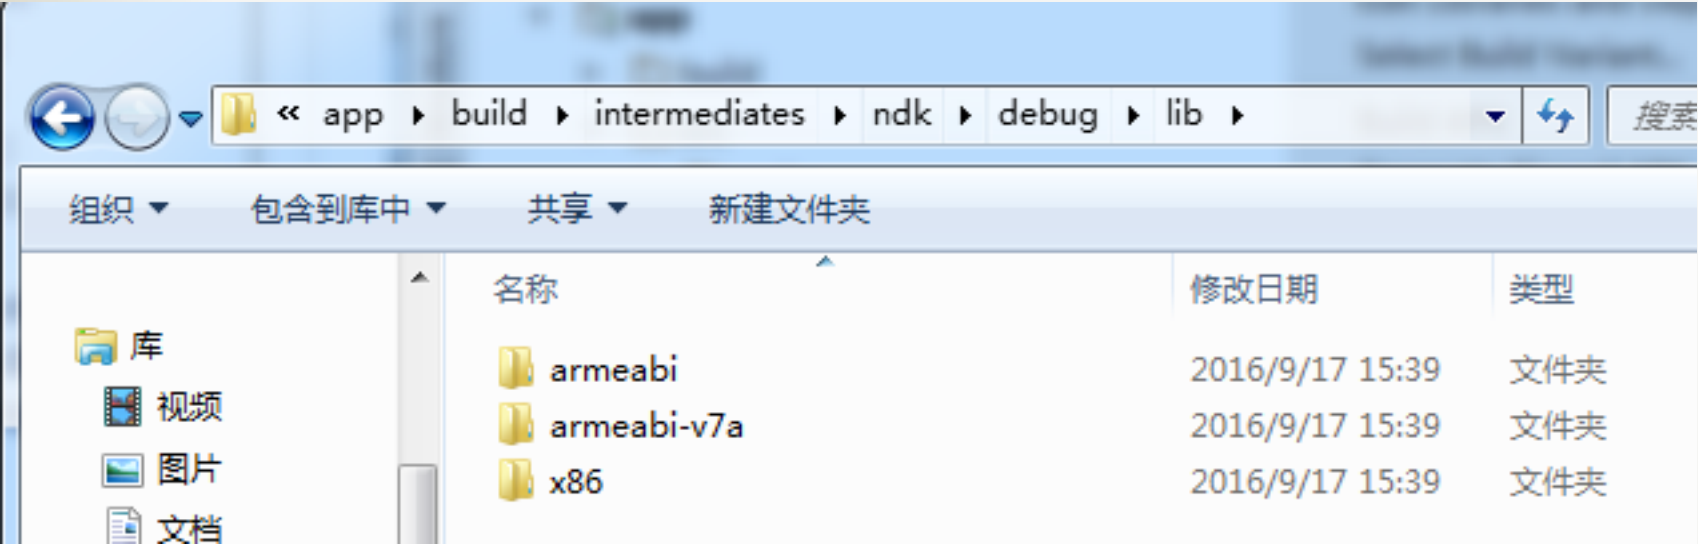 « app build intermediates ndk debug lib 搜索
组织 包含到库中 共享 新建文件夹
名称 修改日期 类型
库
视频
图片
文档
armeabi 2016/9/17 15:39 文件夹
armeabi-v7a 2016/9/17 15:39 文件夹
x86 2016/9/17 15:39 文件夹